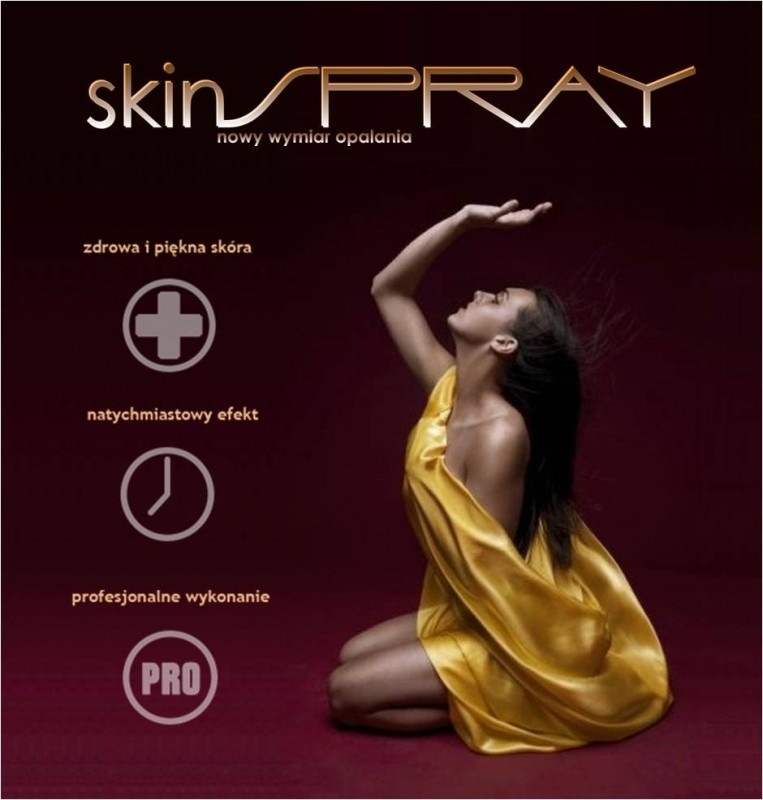 skinSPRAY
nowy wymiar opalania
zdrowa i piękna skóra
natychmiastowy efekt
profesjonalne wykonanie
PRO